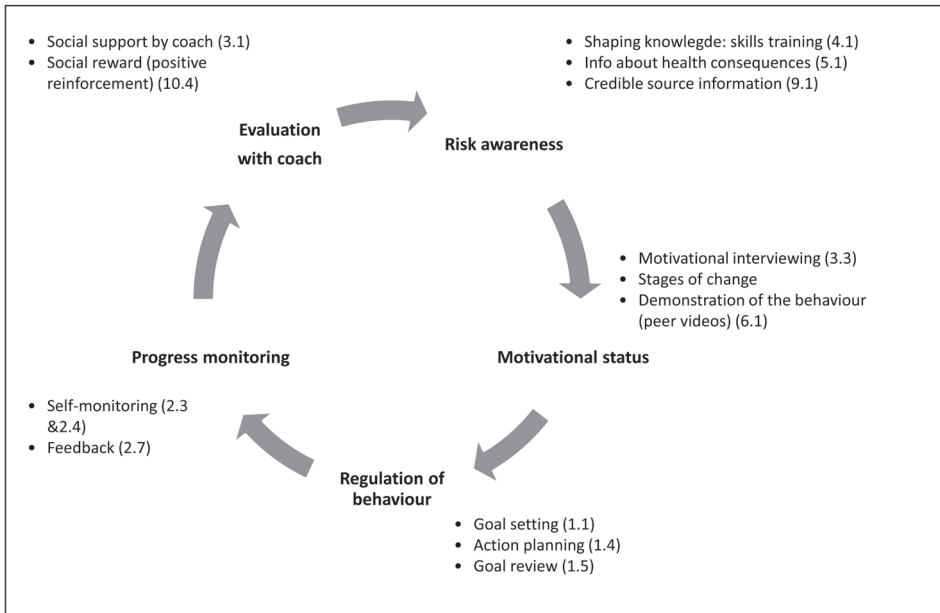 • Social support by coach (3.1)
• Social reward (positive
reinforcement) (10.4)
• Shaping knowlegde: skills training (4.1)
• Info about health consequences (5.1)
• Credible source information (9.1)
Evaluation
with coach
Risk awareness
• Motivational interviewing (3.3)
• Stages of change
• Demonstration of the behaviour
(peer videos) (6.1)
Progress monitoring
Motivational status
• Self-monitoring (2.3
&2.4)
• Feedback (2.7)
Regulation of
behaviour
• Goal setting (1.1)
• Action planning (1.4)
• Goal review (1.5)